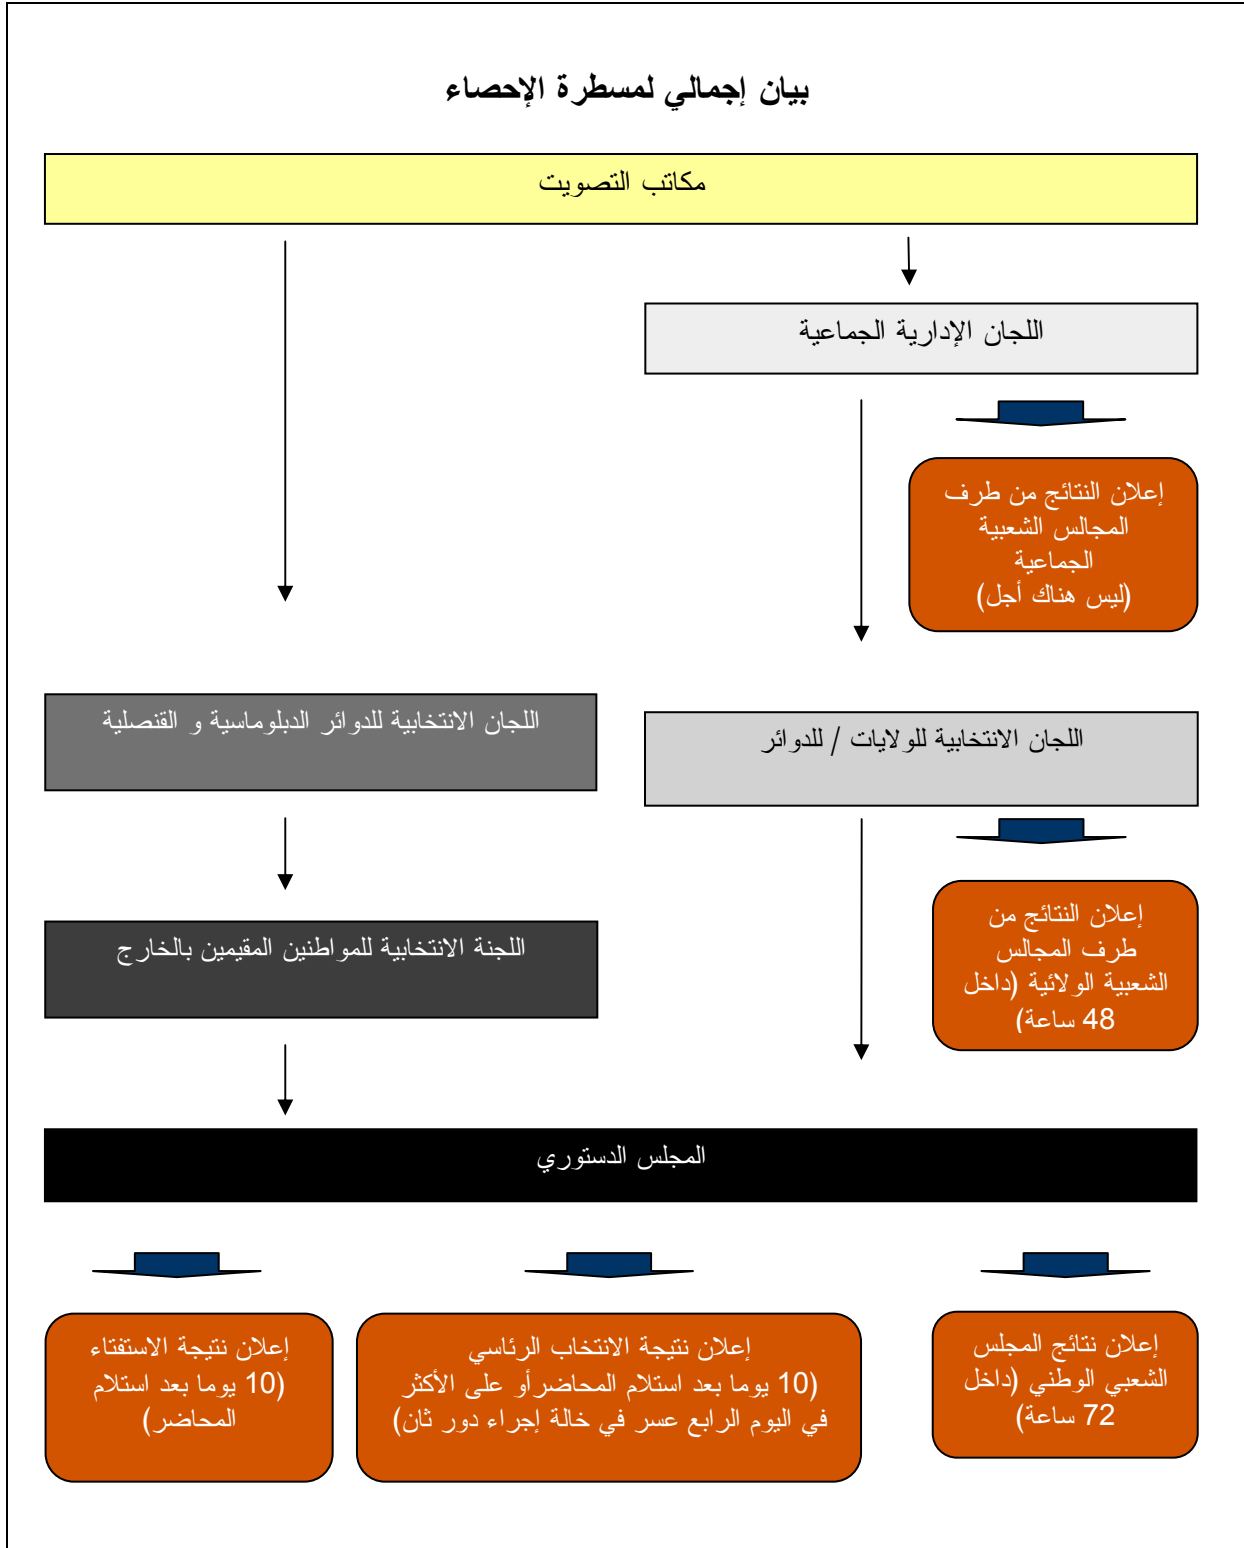 بيان إجمالي لمسطرة الإحصاء
مكاتب التصويت
اللجان الإدارية الجماعية
إعلان النتائج من طرف
المجالس الشعبية
الجماعية
(ليس هناك أجل)
اللجان الانتخابية للدوائر الدبلوماسية و القنصلية
اللجان الانتخابية للولايات / للدوائر
إعلان النتائج من
طرف المجالس
الشعبية الولائية (داخل
48 ساعة)
اللجنة الانتخابية للمواطنين المقيمين بالخارج
المجلس الدستوري
إعلان نتائج المجلس
الشعبي الوطني (داخل
72 ساعة)
إعلان نتيجة الانتخاب الرئاسي
(10 يوما بعد استلام المحاضرأو على الأكثر
في اليوم الرابع عسر في خالة إجراء دور ثان)
إعلان نتيجة الاستفتاء
(10 يوما بعد استلام
المحاضر)